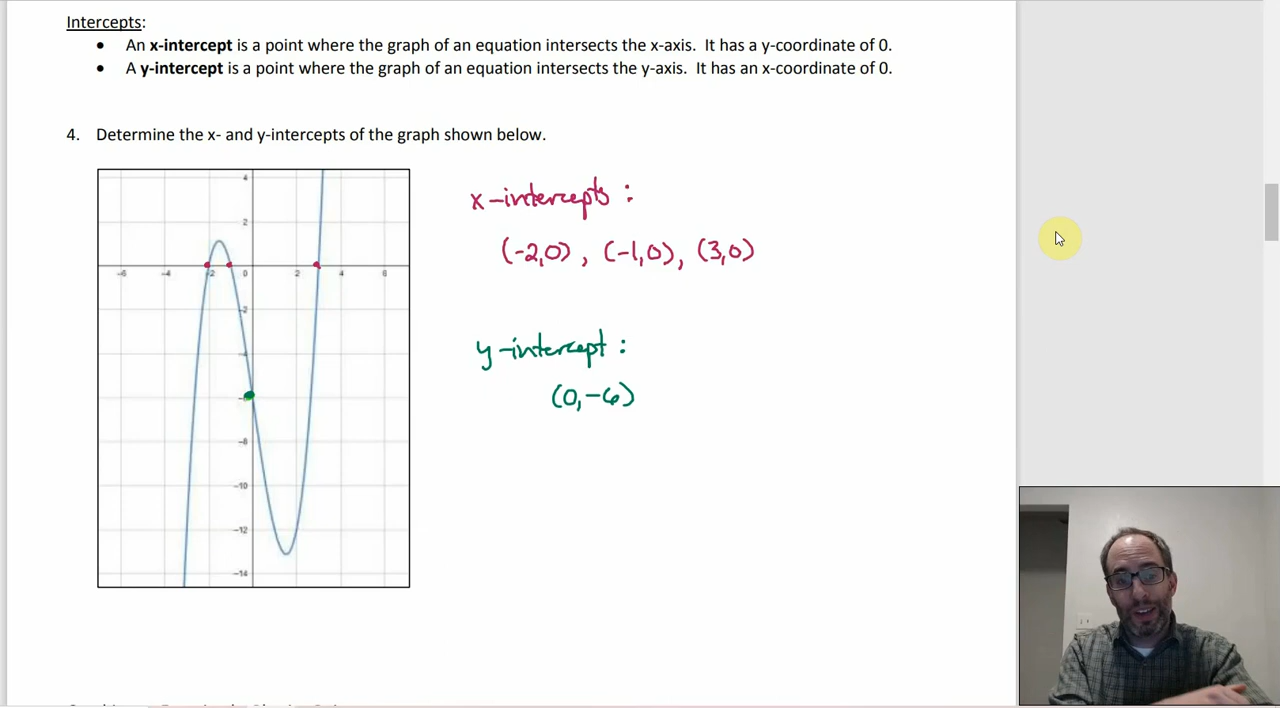 Intercepts:
• An x-intercept is a point where the graph of an equation intersects the x-axis. It has a y-coordinate of 0.
• A y-intercept is a point where the graph of an equation intersects the y-axis. It has an x-coordinate of 0.
4. Determine the x- and y-intercepts of the graph shown below.
4
2
-6 -4 -2 0 2 4 6
-2
-4
-6
-8
-10
-12
-14
x-intercepts:
(-2,0), (-1,0), (3,0)
y-intercept:
(0,-6)